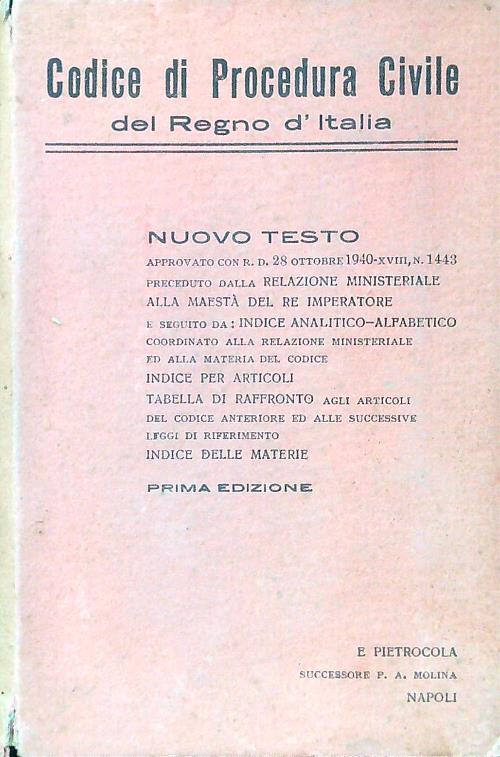 Codice di Procedura Civile
del Regno d' Italia
NUOVO TESTO
APPROVATO CON R. D. 28 OTTOBRE 1940-XVIII, N. 1443
PRECEDUTO DALLA RELAZIONE MINISTERIALE
ALLA MAESTÀ DEL RE IMPERATORE
E SEGUITO DA: INDICE ANALITICO-ALFABETICO
COORDINATO ALLA RELAZIONE MINISTERIALE
ED ALLA MATERIA DEL CODICE
INDICE PER ARTICOLI
TABELLA DI RAFFRONTO AGLI ARTICOLI
DEL CODICE ANTERIORE ED ALLE SUCCESSIVE
LEGGI DI RIFERIMENTO
INDICE DELLE MATERIE
PRIMA EDIZIONE
E PIETROCOLA
SUCCESSORE P. A. MOLINA
NAPOLI